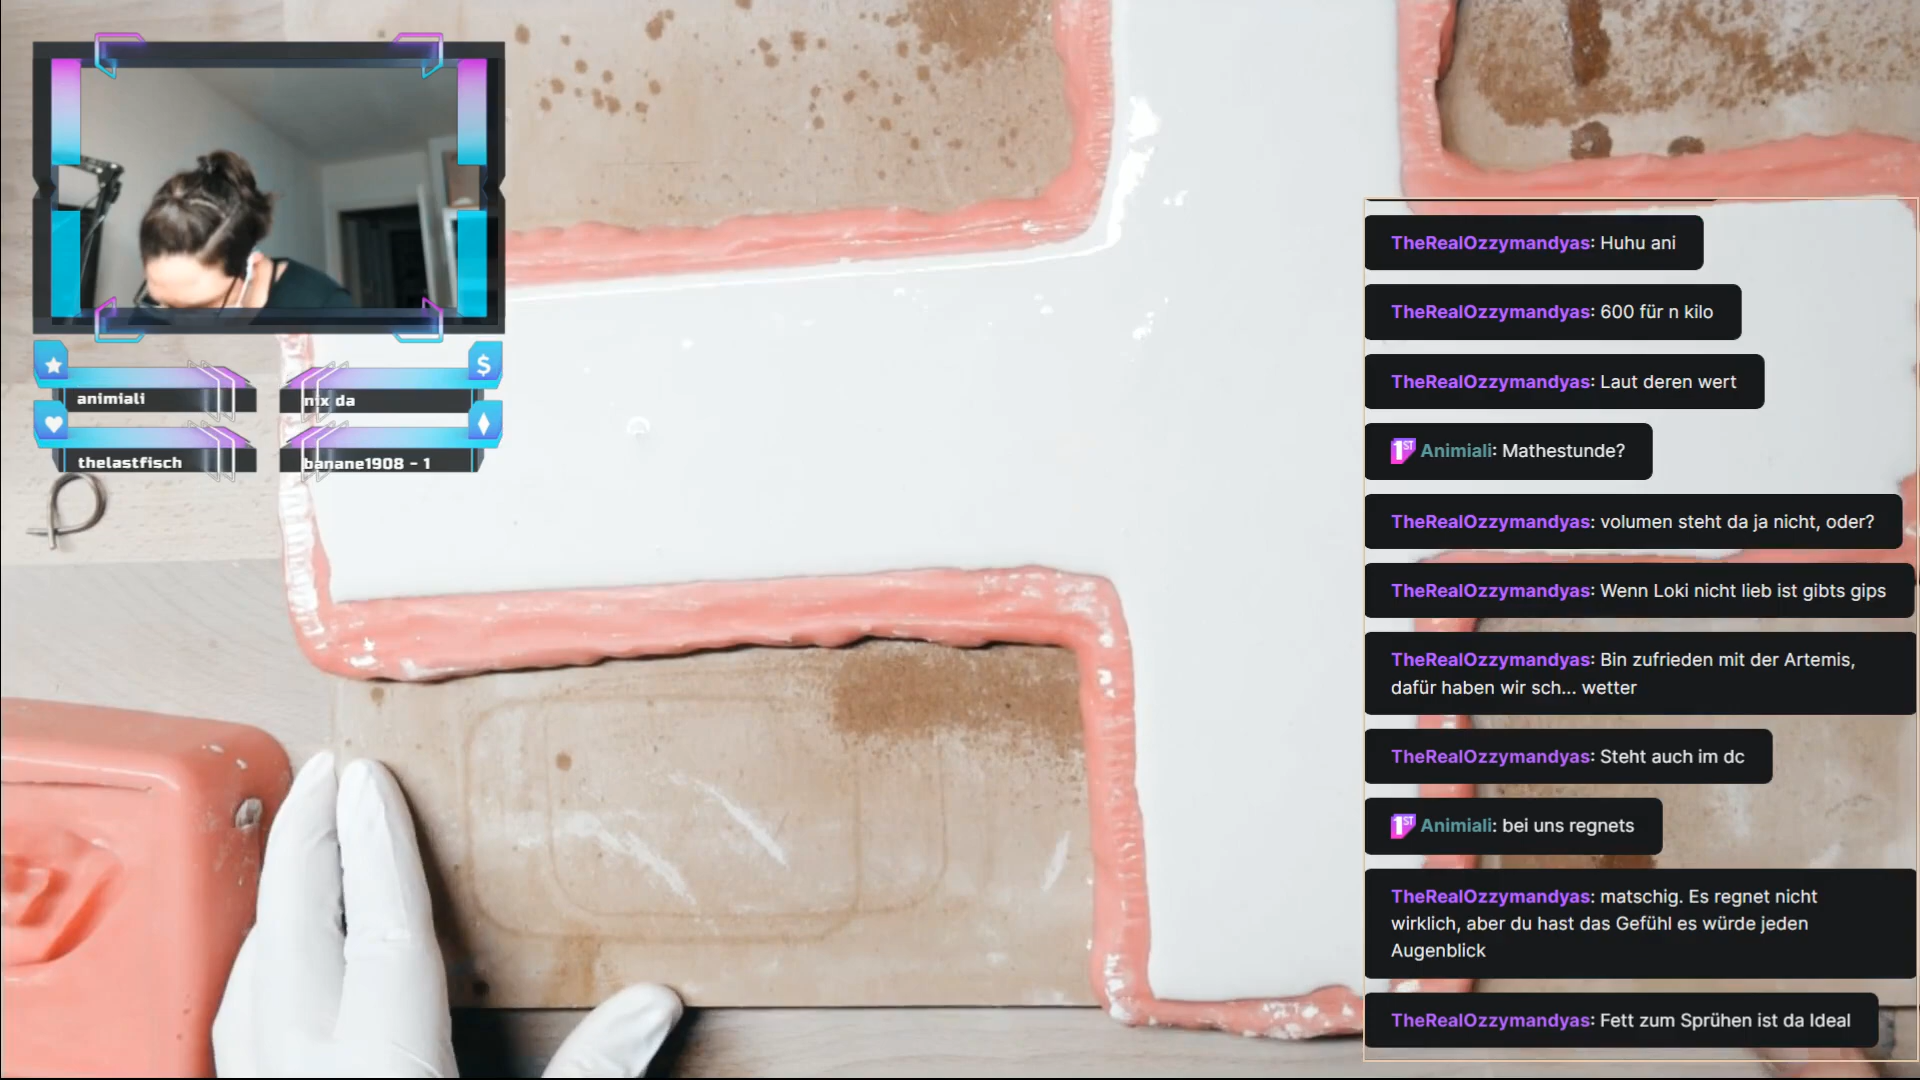 animiali
nix da
thelastfisch
banane1908 - 1
TheRealOzzymandyas: Huhu ani
TheRealOzzymandyas: 600 für n kilo
TheRealOzzymandyas: Laut deren wert
1ST Animiali: Mathestunde?
TheRealOzzymandyas: volumen steht da ja nicht, oder?
TheRealOzzymandyas: Wenn Loki nicht lieb ist gibts gips
TheRealOzzymandyas: Bin zufrieden mit der Artemis,
dafür haben wir sch... wetter
TheRealOzzymandyas: Steht auch im dc
1ST Animiali: bei uns regnets
TheRealOzzymandyas: matschig. Es regnet nicht
wirklich, aber du hast das Gefühl es würde jeden
Augenblick
TheRealOzzymandyas: Fett zum Sprühen ist da Ideal